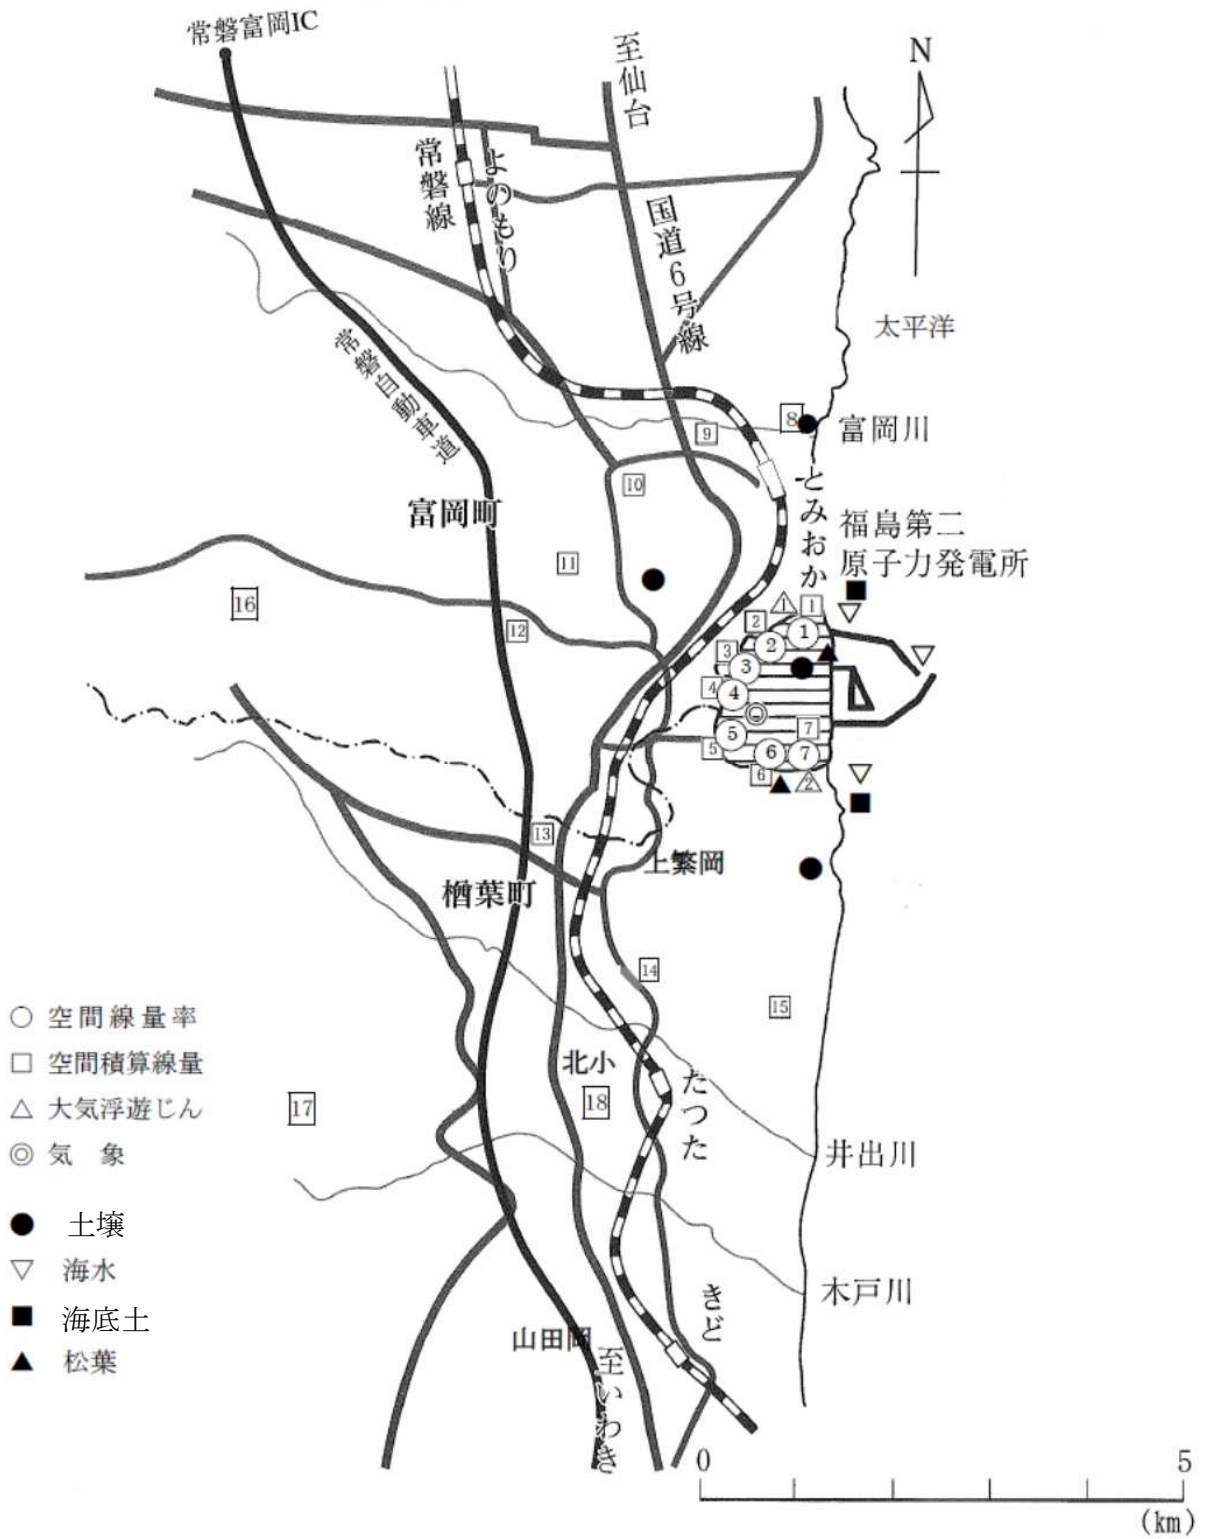 常磐富岡IC
至仙台
N
常磐線
よのもり
国道6号線
太平洋
常磐自動車道
8
富岡川
9
とみおか
10
富岡町
福島第二
原子力発電所
11
16
12
1
1
2
1
2
3
3
4
4
5
5
7
6
7
6
2
13
上繁岡
楢葉町
14
15
北小
18
17
たつた
井出川
木戸川
きど
山田岡
至いわき
○ 空間線量率
□ 空間積算線量
△ 大気浮遊じん
◎ 気 象
● 土壌
▽ 海水
■ 海底土
▲ 松葉
0 5
(km)